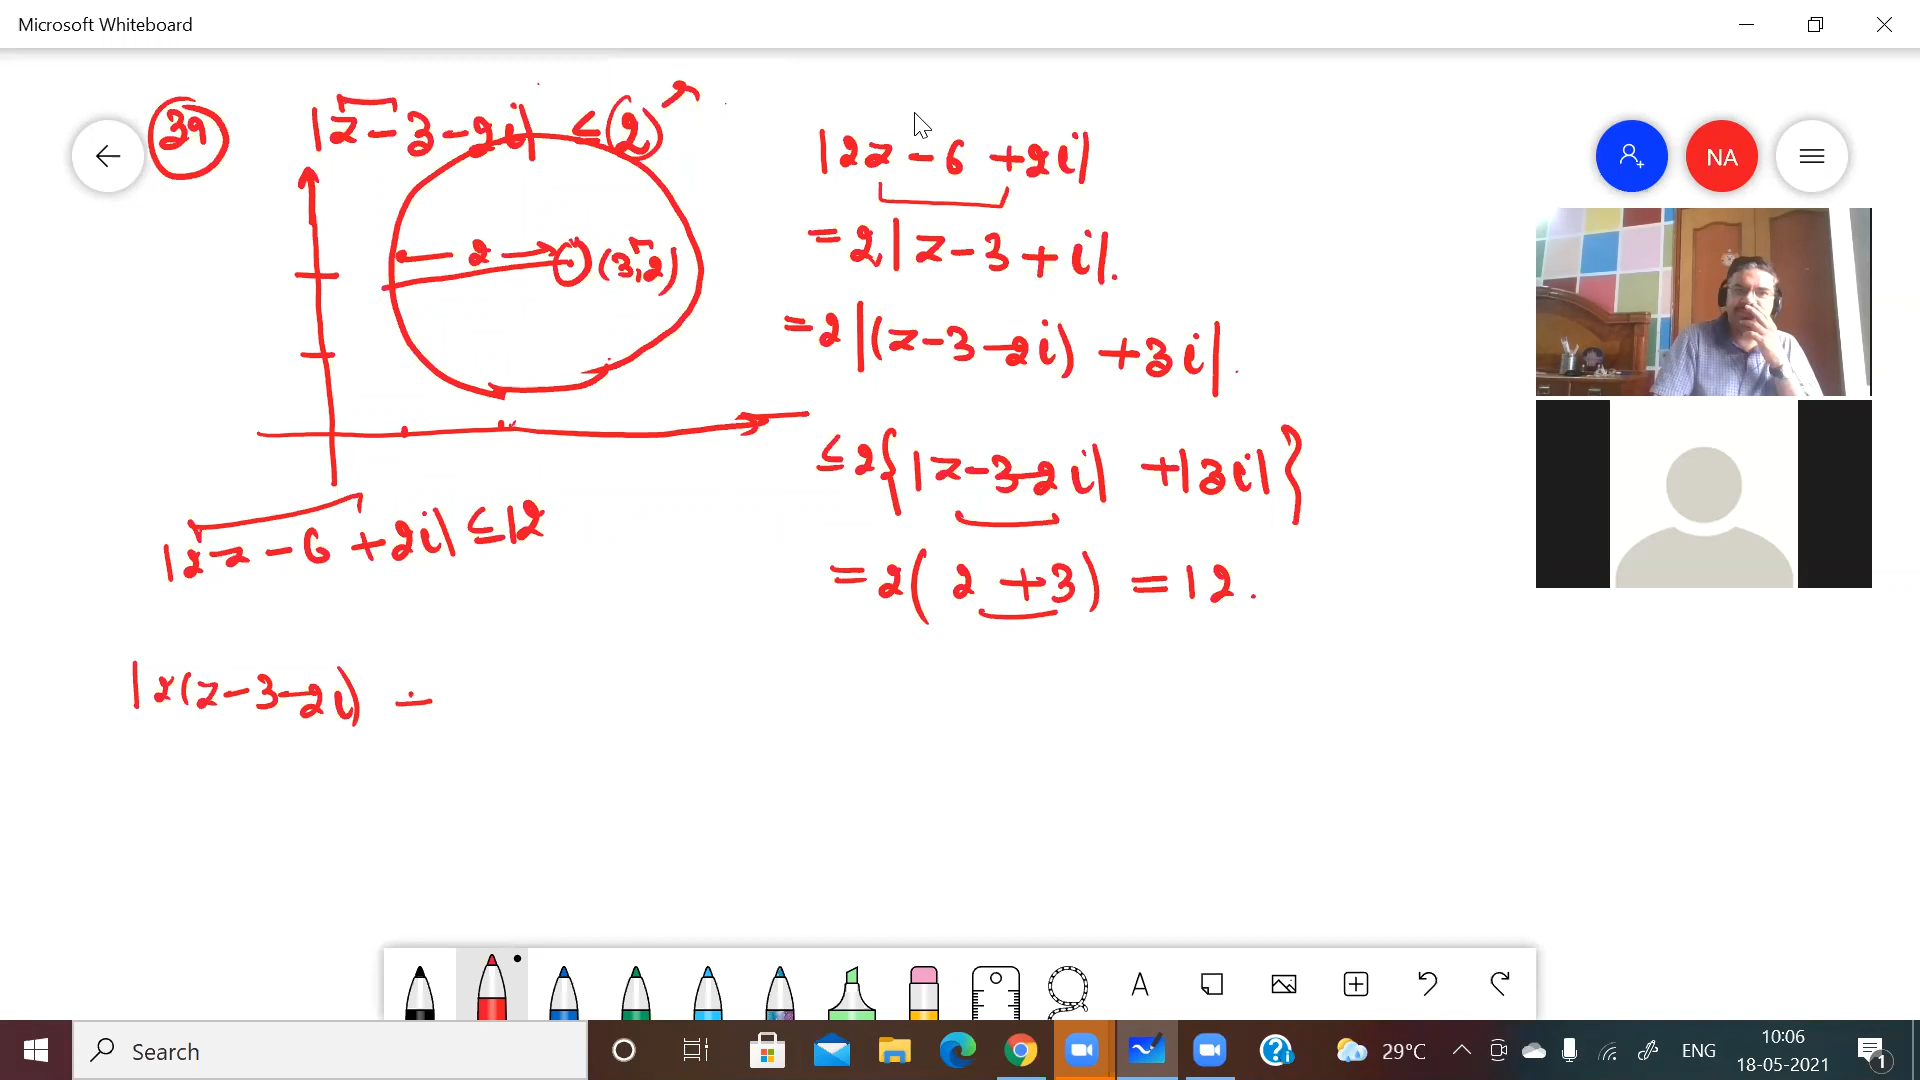 Microsoft Whiteboard
39
|z - 3 - 2i| ≤ 2
2
(3, 2)
|2z - 6 + 2i| ≤ 12
|2(z - 3 - 2i) +
|2z - 6 + 2i|
= 2 |z - 3 + i|.
= 2 |(z - 3 - 2i) + 3i|.
≤ 2 { |z - 3 - 2i| + |3i| }
= 2 ( 2 + 3 ) = 12.
NA
A
Search
29°C
ENG
10:06
18-05-2021
1